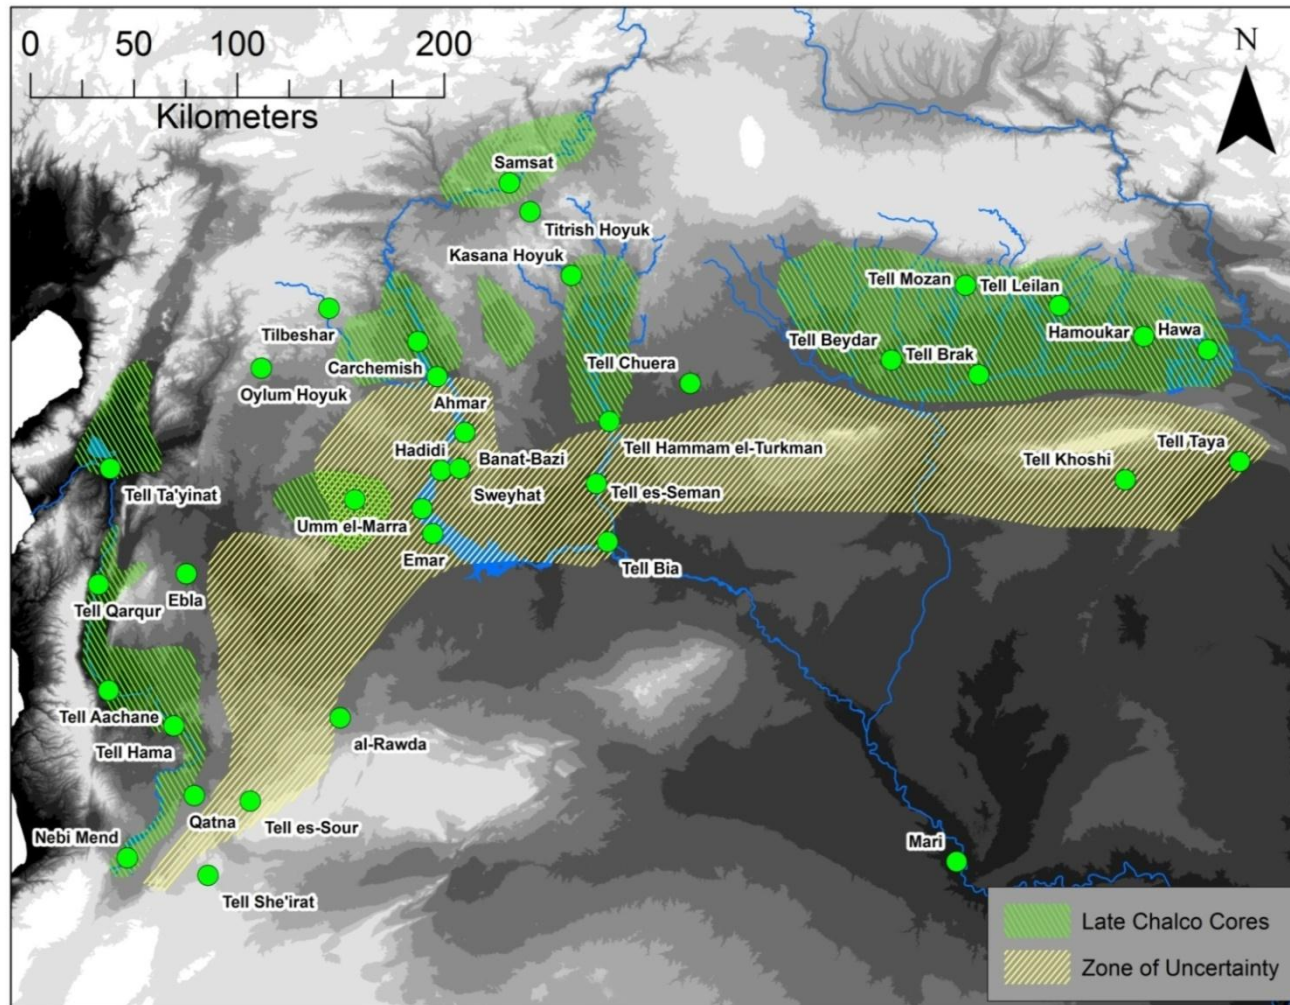 0 50 100 200
Kilometers
N
Samsat
Titrish Hoyuk
Kasana Hoyuk
Tell Mozan
Tell Leilan
Tilbeshar
Hamoukar
Hawa
Tell Beydar
Tell Brak
Carchemish
Tell Chuera
Oylum Hoyuk
Ahmar
Tell Hammam el-Turkman
Tell Taya
Hadidi
Banat-Bazi
Tell Khoshi
Sweyhat
Tell es-Seman
Tell Ta'yinat
Umm el-Marra
Emar
Tell Bia
Ebla
Tell Qarqur
Tell Aachane
al-Rawda
Tell Hama
Qatna
Tell es-Sour
Nebi Mend
Mari
Tell She'irat
Late Chalco Cores
Zone of Uncertainty